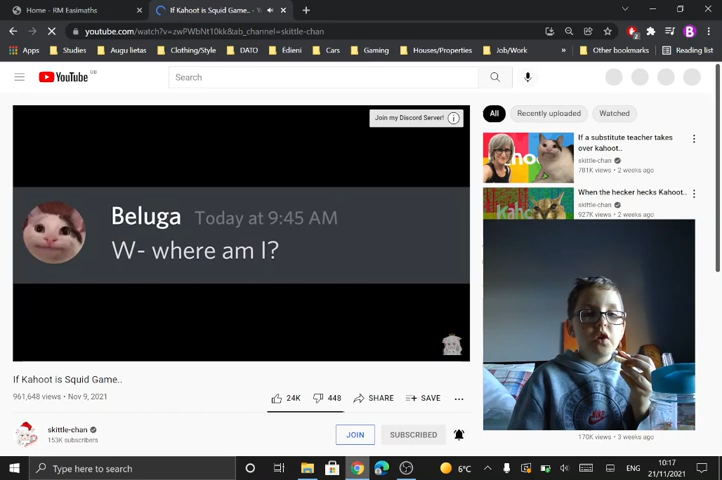 Home - RM Easimaths
If Kahoot is Squid Game..
youtube.com/watch?v=zwPWbNt10kk&ab_channel=skittle-chan
Apps Studies Augu lietas Clothing/Style DATO Edieni Cars Gaming Houses/Properties Job/Work » Other bookmarks Reading list
YouTube
Search
Join my Discord Server!
All Recently uploaded Watched
If a substitute teacher takes
over kahoot..
skittle-chan
781K views • 2 weeks ago
When the hecker hecks Kahoot..
skittle-chan
927K views • 2 weeks ago
Beluga Today at 9:45 AM
W- where am I?
If Kahoot is Squid Game..
961,648 views • Nov 9, 2021
24K 448 SHARE SAVE
skittle-chan
153K subscribers
JOIN SUBSCRIBED
170K views • 3 weeks ago
Type here to search
6°C
ENG
10:17
21/11/2021